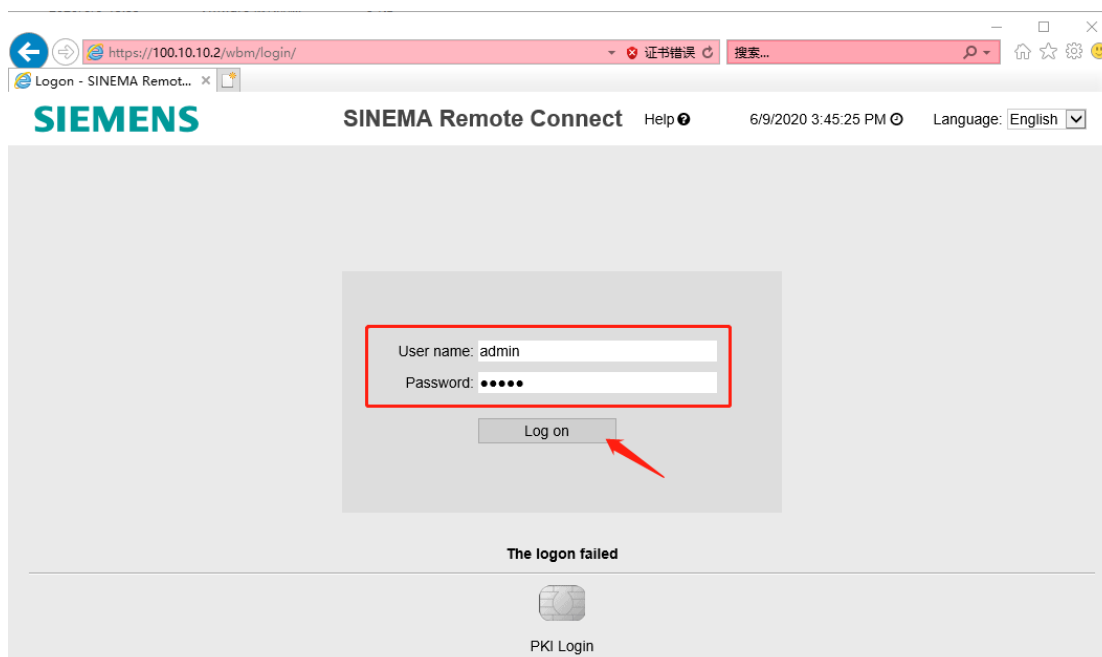 https://100.10.10.2/wbm/login/
证书错误
搜索...
Logon - SINEMA Remot...
SIEMENS
SINEMA Remote Connect
Help
6/9/2020 3:45:25 PM
Language: English
User name: admin
Password: •••••
Log on
The logon failed
PKI Login